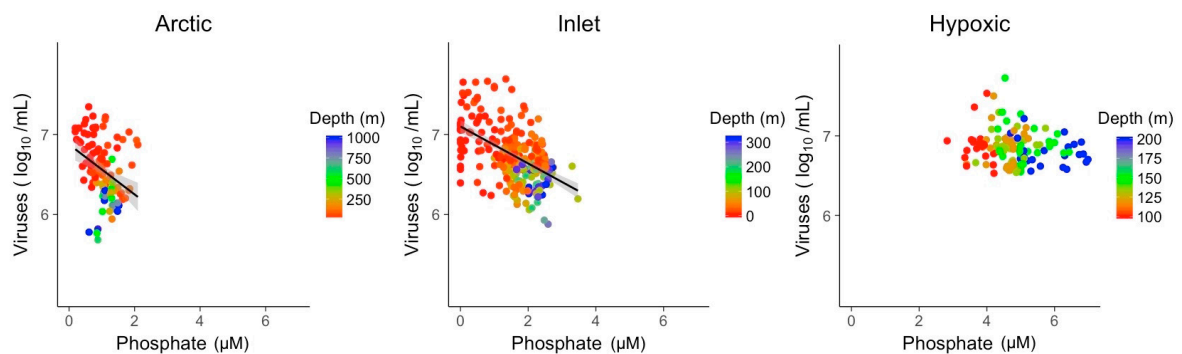 Arctic
Inlet
Hypoxic
Viruses ( log10 /mL)
7
6
0
2
4
6
Phosphate (µM)
Depth (m)
1000
750
500
250
Viruses ( log10 /mL)
7
6
0
2
4
6
Phosphate (µM)
Depth (m)
300
200
100
0
Viruses ( log10 /mL)
7
6
0
2
4
6
Phosphate (µM)
Depth (m)
200
175
150
125
100